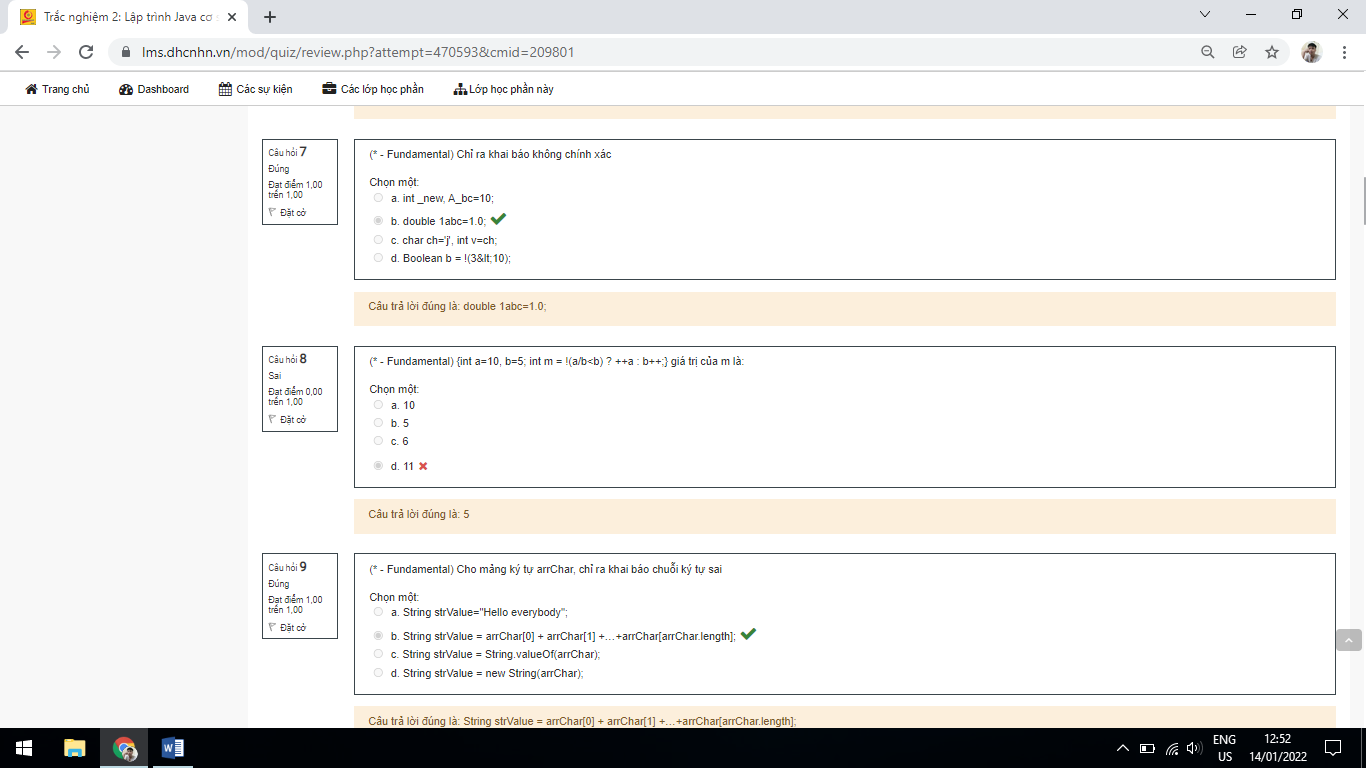 Trắc nghiệm 2: Lập trình Java cơ
lms.dhcnhn.vn/mod/quiz/review.php?attempt=470593&cmid=209801
Trang chủ Dashboard Các sự kiện Các lớp học phần Lớp học phần này
Câu hỏi 7
Đúng
Đạt điểm 1,00
trên 1,00
Đặt cờ
(* - Fundamental) Chỉ ra khai báo không chính xác
Chọn một:
a. int _new, A_bc=10;
b. double 1abc=1.0;
c. char ch='j', int v=ch;
d. Boolean b = !(3&lt;10);
Câu trả lời đúng là: double 1abc=1.0;
Câu hỏi 8
Sai
Đạt điểm 0,00
trên 1,00
Đặt cờ
(* - Fundamental) {int a=10, b=5; int m = !(a/b<b) ? ++a : b++;} giá trị của m là:
Chọn một:
a. 10
b. 5
c. 6
d. 11
Câu trả lời đúng là: 5
Câu hỏi 9
Đúng
Đạt điểm 1,00
trên 1,00
Đặt cờ
(* - Fundamental) Cho mảng ký tự arrChar, chỉ ra khai báo chuỗi ký tự sai
Chọn một:
a. String strValue="Hello everybody";
b. String strValue = arrChar[0] + arrChar[1] +…+arrChar[arrChar.length];
c. String strValue = String.valueOf(arrChar);
d. String strValue = new String(arrChar);
Câu trả lời đúng là: String strValue = arrChar[0] + arrChar[1] +…+arrChar[arrChar.length];
ENG
US
12:52
14/01/2022